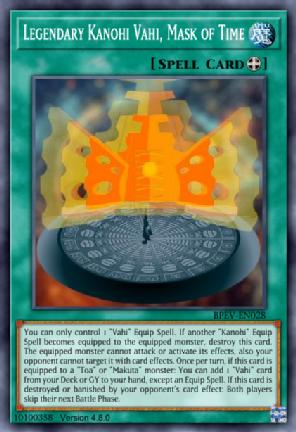 Legendary Kanohi Vahi, Mask of Time
[Spell Card]
BPEV-EN028
You can only control 1 "Vahi" Equip Spell. If another "Kanohi" Equip
Spell becomes equipped to the equipped monster, destroy this card.
The equipped monster cannot attack or activate its effects, also your
opponent cannot target it with card effects. Once per turn, if this card is
equipped to a "Toa" or "Makuta" monster: You can add 1 "Vahi" card
from your Deck or GY to your hand, except an Equip Spell. If this card is
destroyed or banished by your opponent's card effect: Both players
skip their next Battle Phase.
10100358 Version 4.8.0